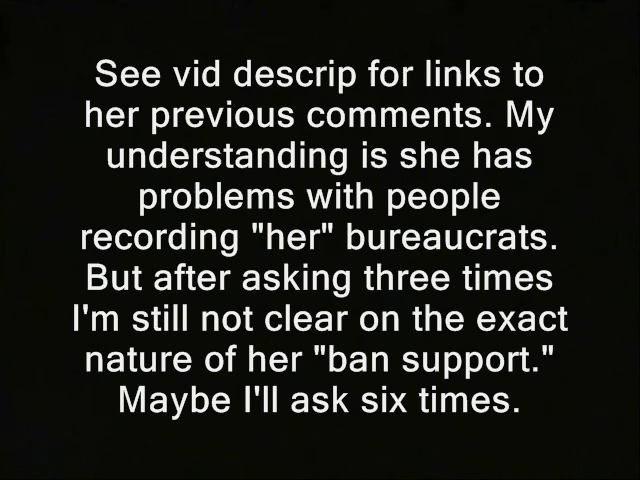 See vid descrip for links to
her previous comments. My
understanding is she has
problems with people
recording "her" bureaucrats.
But after asking three times
I'm still not clear on the exact
nature of her "ban support."
Maybe I'll ask six times.